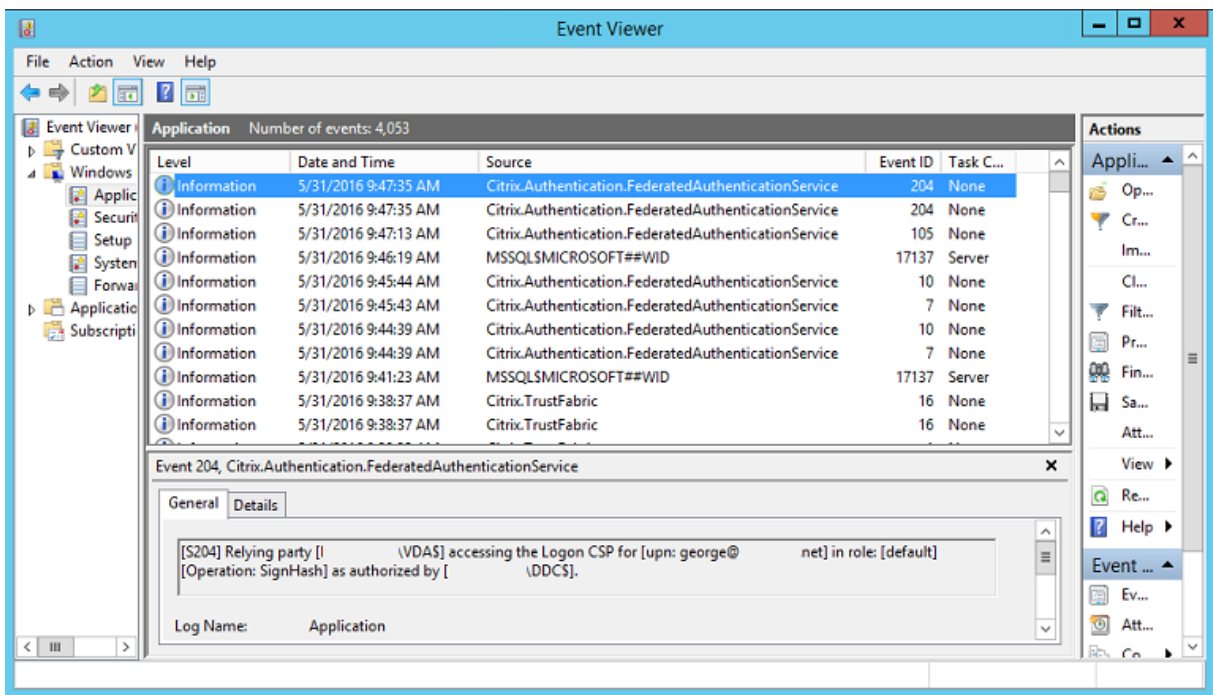 Event Viewer
File Action View Help
Event Viewer
Custom V
Windows
Applic
Securit
Setup
System
Forwar
Applicatio
Subscripti
Application Number of events: 4,053
Level Date and Time Source Event ID Task C...
Information 5/31/2016 9:47:35 AM Citrix.Authentication.FederatedAuthenticationService 204 None
Information 5/31/2016 9:47:35 AM Citrix.Authentication.FederatedAuthenticationService 204 None
Information 5/31/2016 9:47:13 AM Citrix.Authentication.FederatedAuthenticationService 105 None
Information 5/31/2016 9:46:19 AM MSSQL$MICROSOFT##WID 17137 Server
Information 5/31/2016 9:45:44 AM Citrix.Authentication.FederatedAuthenticationService 10 None
Information 5/31/2016 9:45:43 AM Citrix.Authentication.FederatedAuthenticationService 7 None
Information 5/31/2016 9:44:39 AM Citrix.Authentication.FederatedAuthenticationService 10 None
Information 5/31/2016 9:44:39 AM Citrix.Authentication.FederatedAuthenticationService 7 None
Information 5/31/2016 9:41:23 AM MSSQL$MICROSOFT##WID 17137 Server
Information 5/31/2016 9:38:37 AM Citrix.TrustFabric 16 None
Information 5/31/2016 9:38:37 AM Citrix.TrustFabric 16 None
Event 204, Citrix.Authentication.FederatedAuthenticationService
General Details
[S204] Relying party [ \VDA$] accessing the Logon CSP for [upn: george@ net] in role: [default]
[Operation: SignHash] as authorized by [ \DDC$].
Log Name: Application
Actions
Appli...
Op...
Cr...
Im...
Cl...
Filt...
Pr...
Fin...
Sa...
Att...
View
Re...
Help
Event ...
Ev...
Att...
Co...